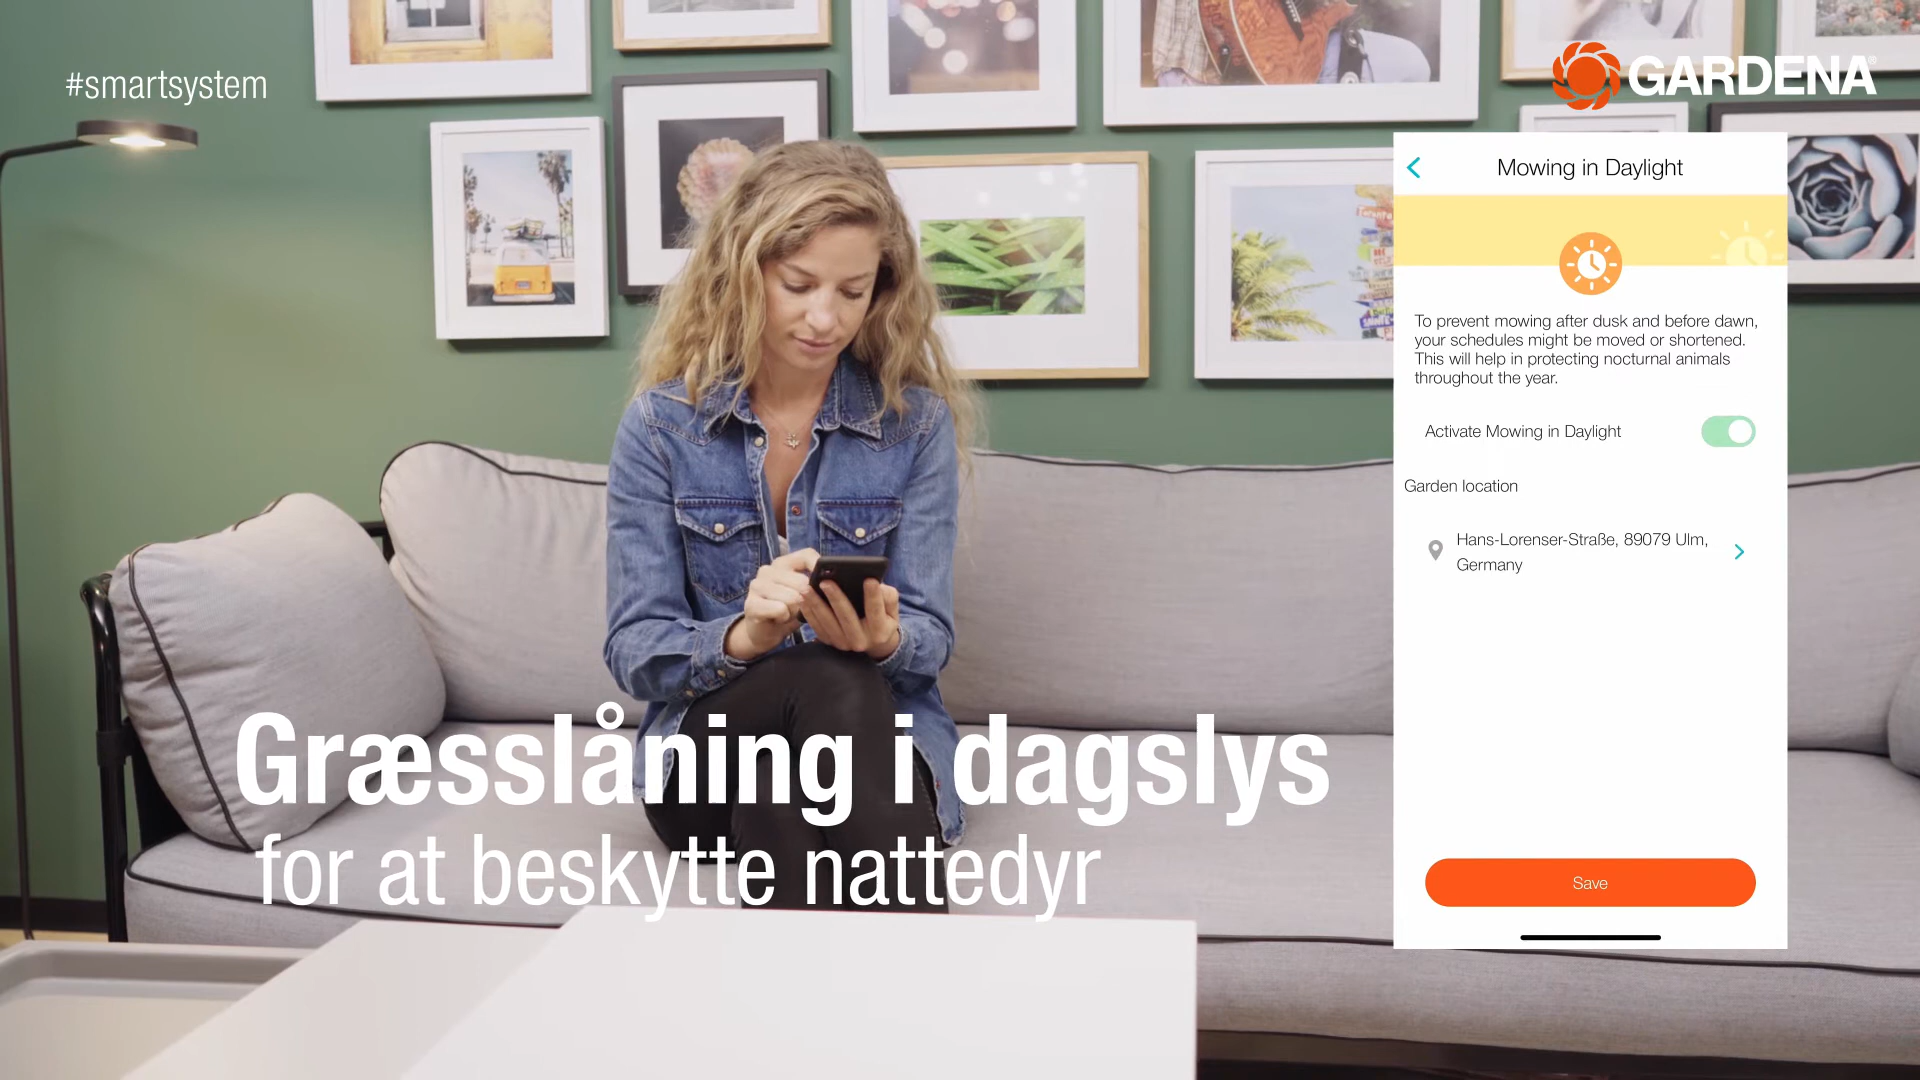 #smartsystem
GARDENA®
Mowing in Daylight
To prevent mowing after dusk and before dawn,
your schedules might be moved or shortened.
This will help in protecting nocturnal animals
throughout the year.
Activate Mowing in Daylight
Garden location
Hans-Lorenser-Straße, 89079 Ulm,
Germany
Save
Græsslåning i dagslys
for at beskytte nattedyr